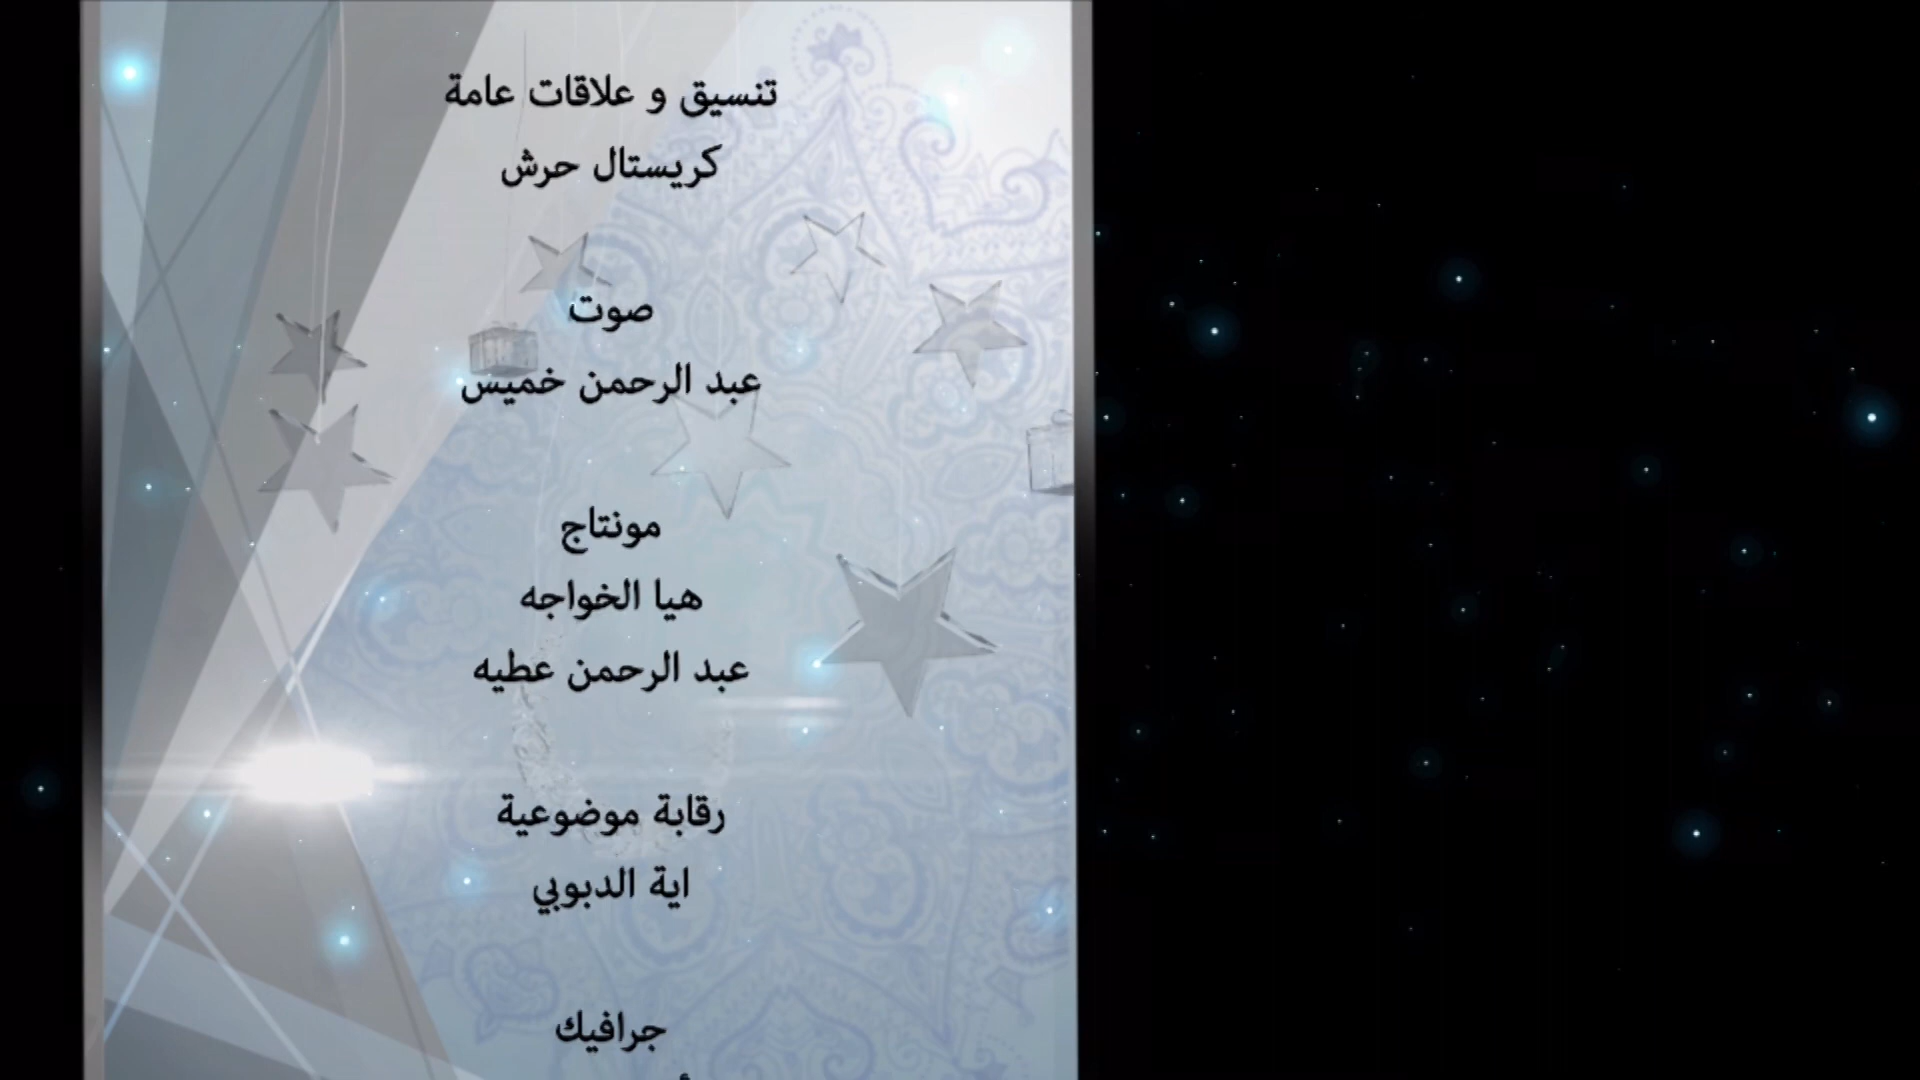 تنسيق و علاقات عامة
كريستال حرش
صوت
عبد الرحمن خميس
مونتاج
هيا الخواجه
عبد الرحمن عطيه
رقابة موضوعية
اية الدبوبي
جرافيك